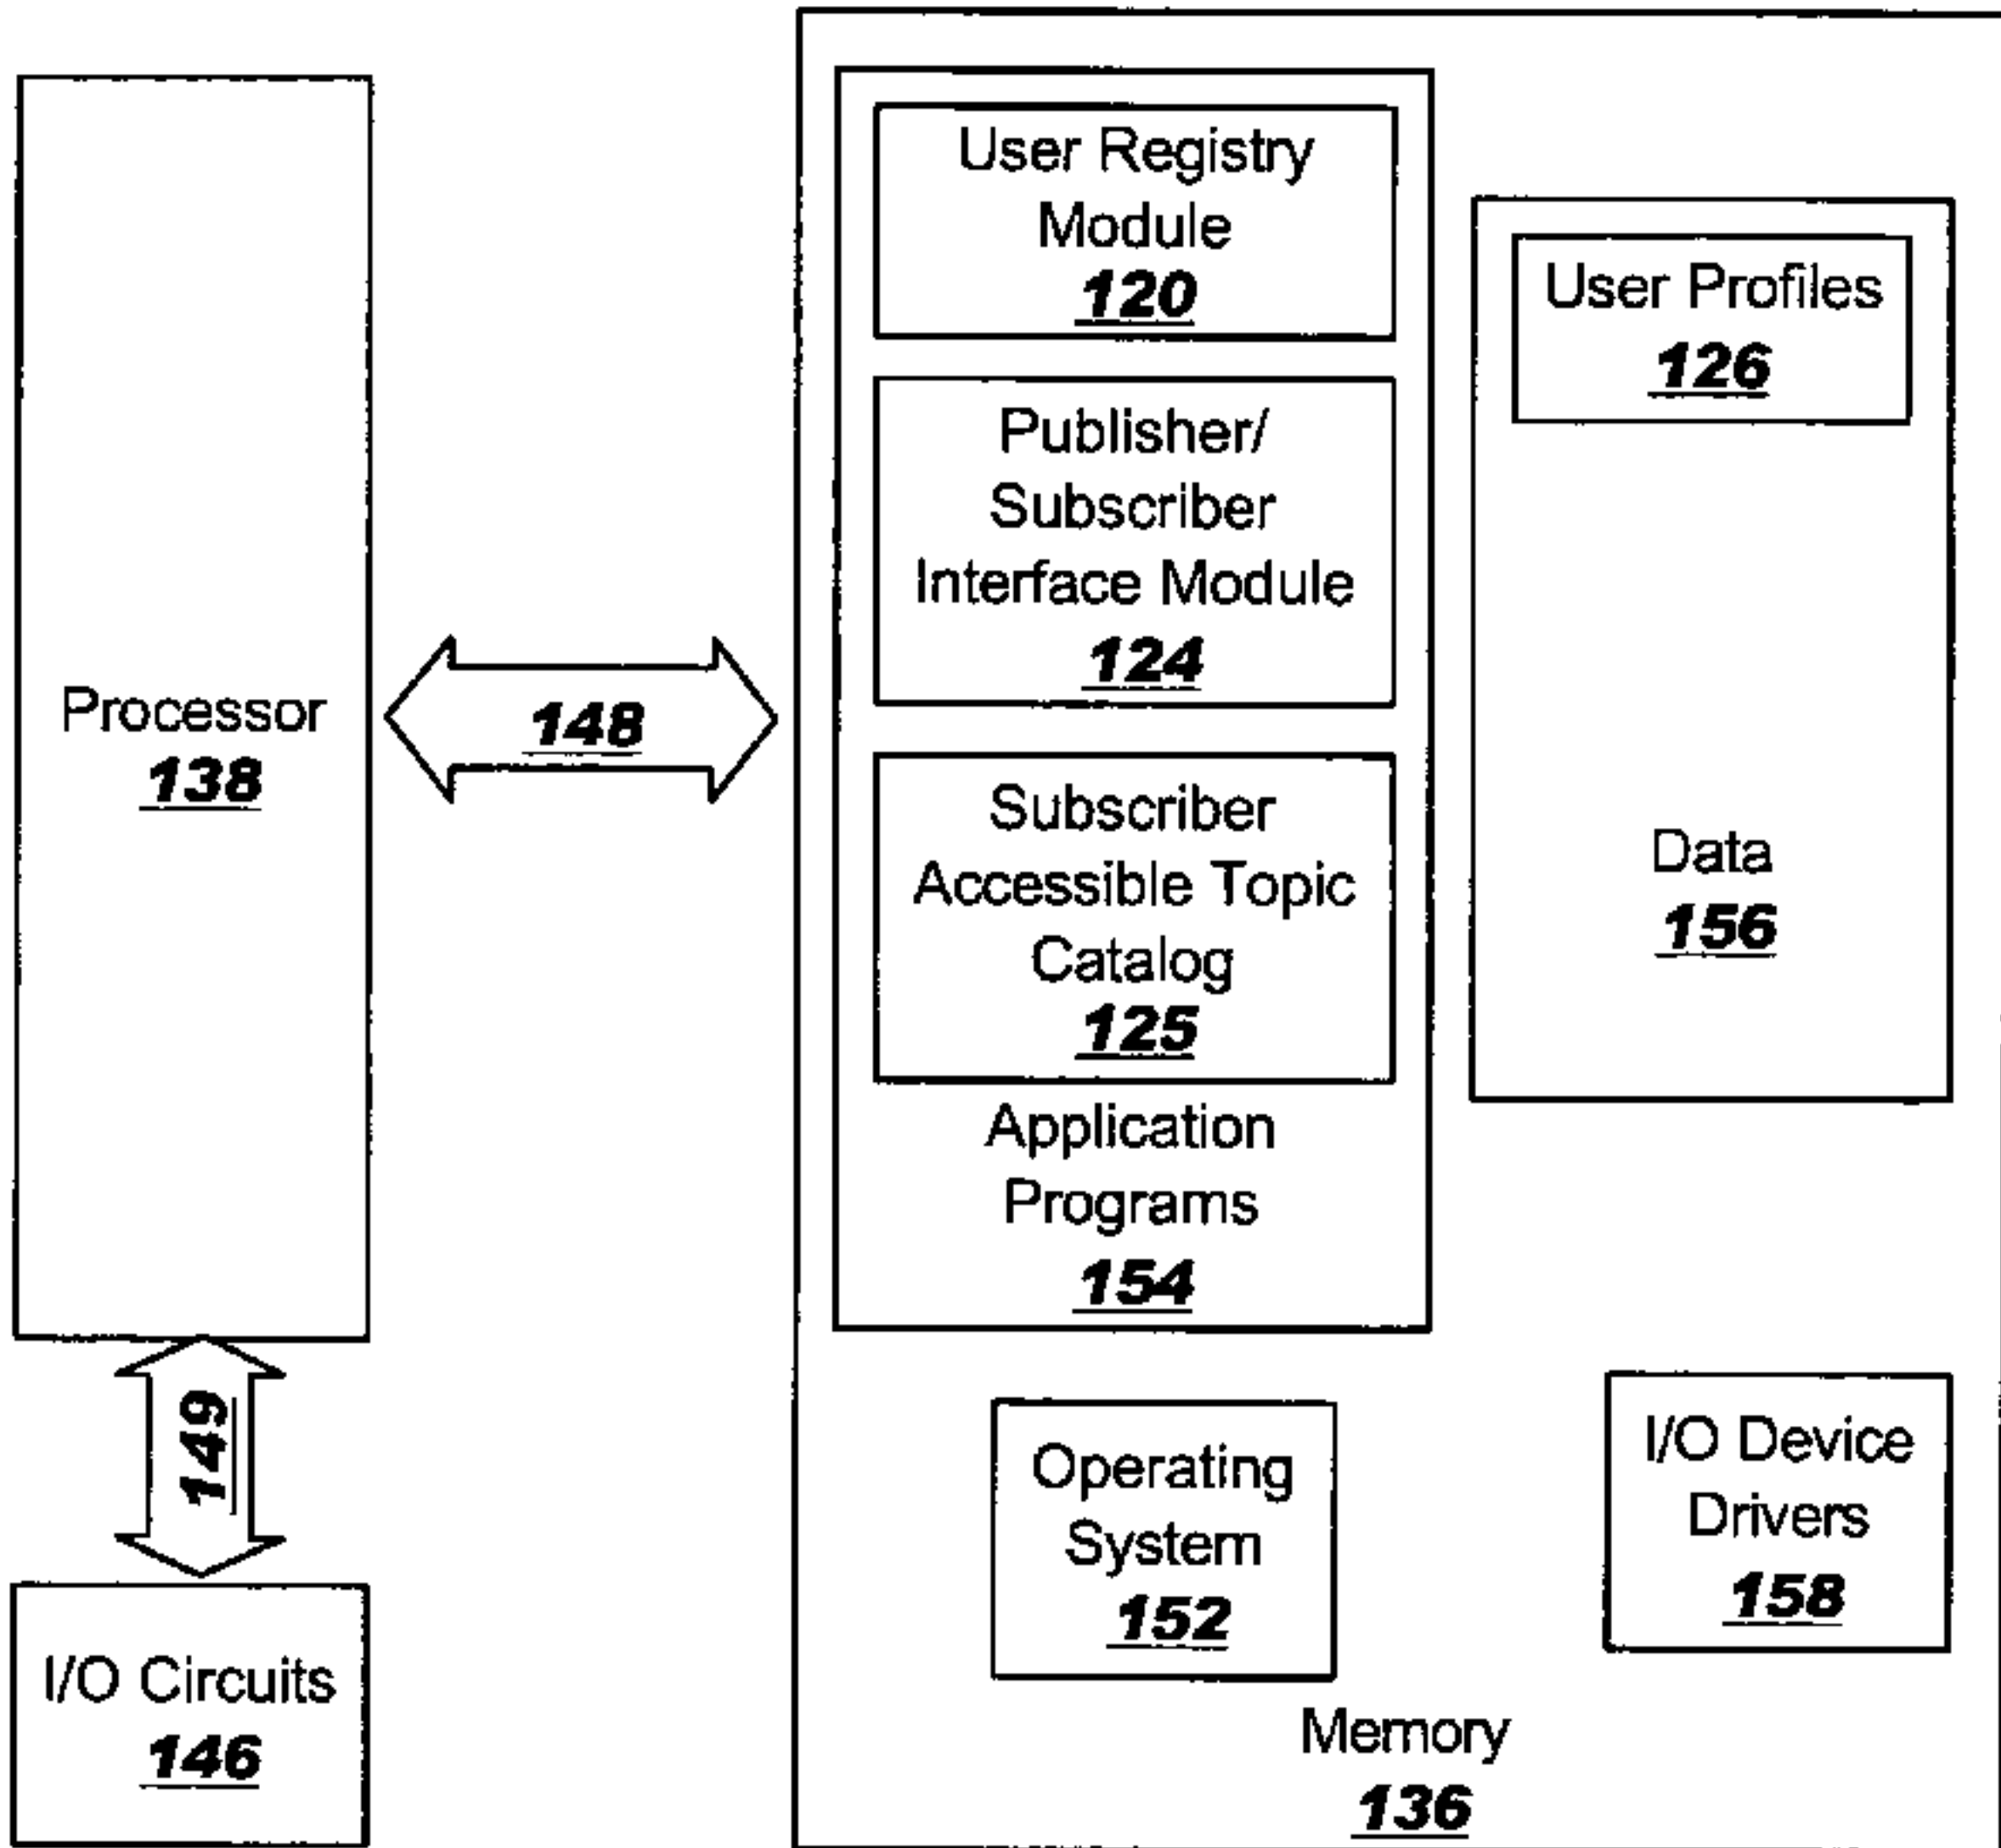 Processor
138
148
149
I/O Circuits
146
User Registry
Module
120
Publisher/
Subscriber
Interface Module
124
Subscriber
Accessible Topic
Catalog
125
Application
Programs
154
User Profiles
126
Data
156
Operating
System
152
I/O Device
Drivers
158
Memory
136